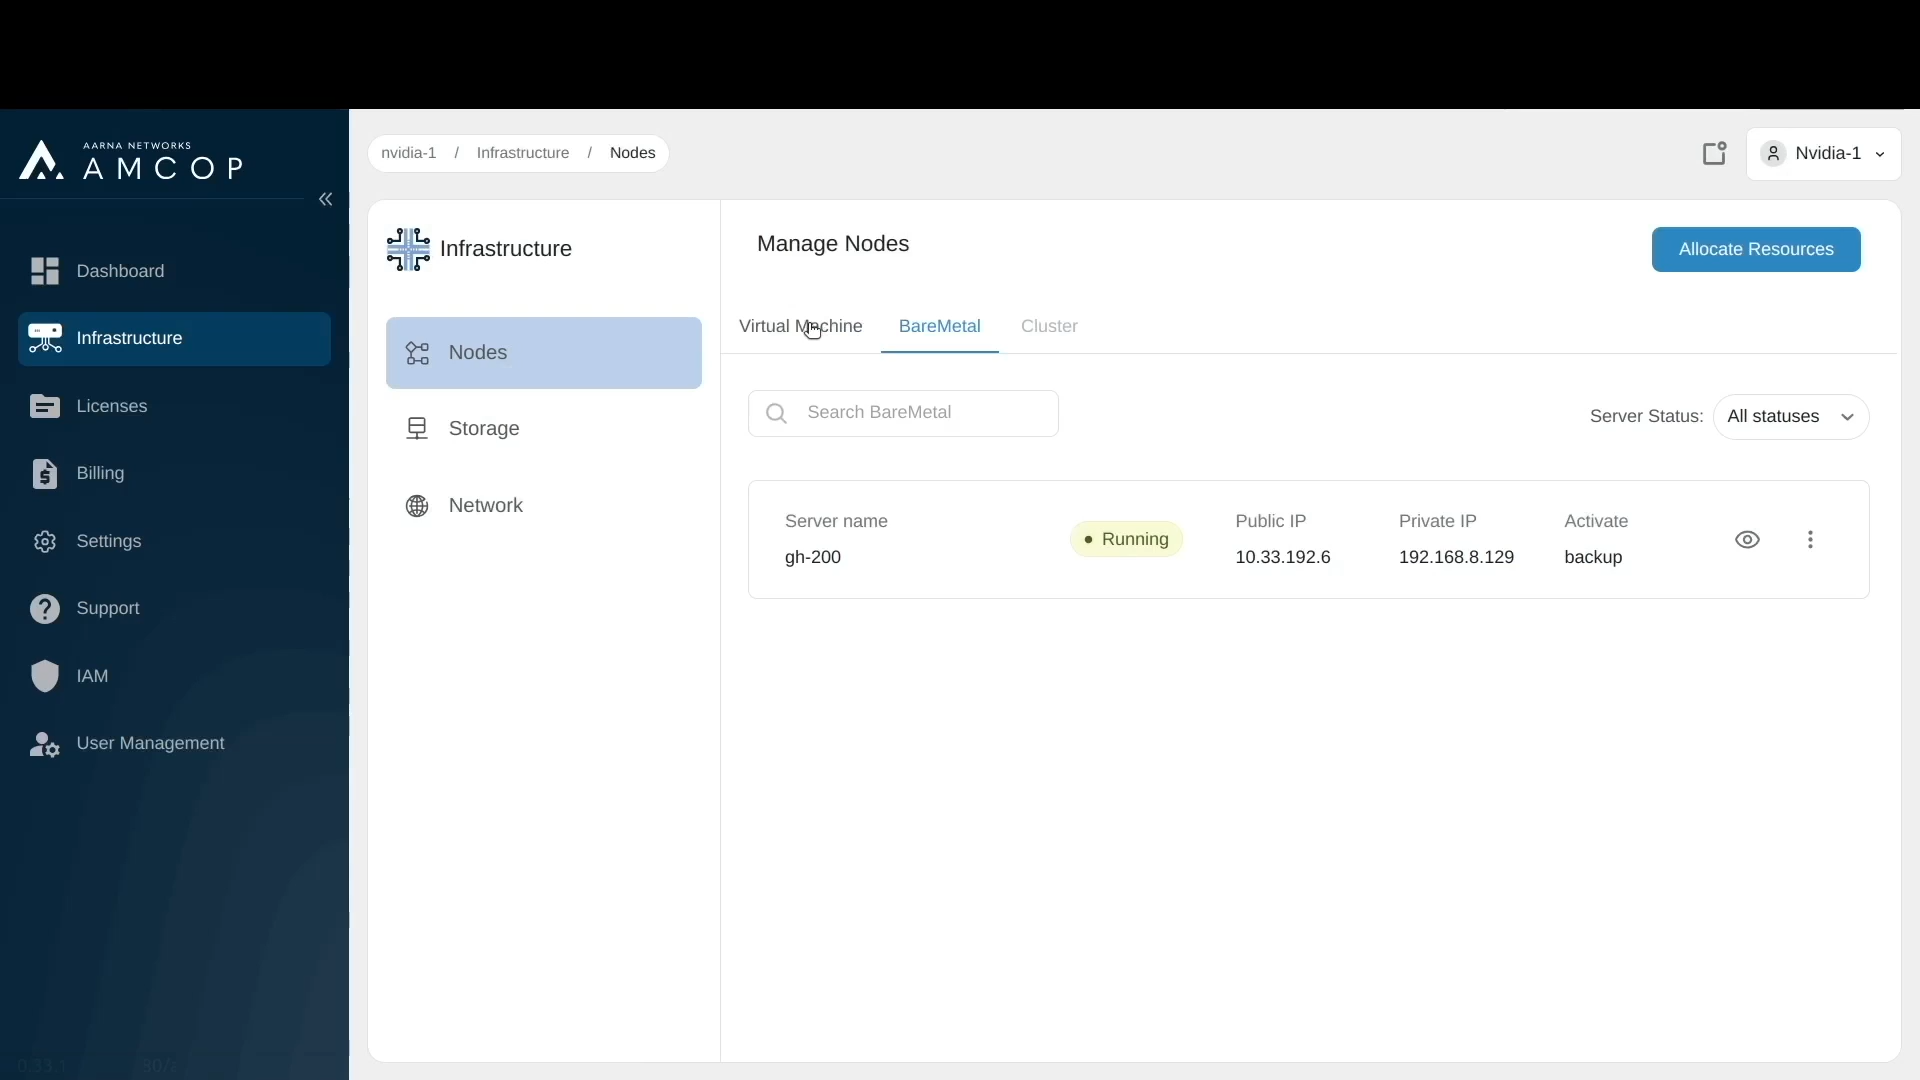 AARNA NETWORKS
AMCOP
Dashboard
Infrastructure
Licenses
Billing
Settings
Support
IAM
User Management
nvidia-1 / Infrastructure / Nodes
Nvidia-1
Infrastructure
Nodes
Storage
Network
Manage Nodes
Allocate Resources
Virtual Machine BareMetal Cluster
Search BareMetal
Server Status: All statuses
Server name Public IP Private IP Activate
Running
gh-200 10.33.192.6 192.168.8.129 backup